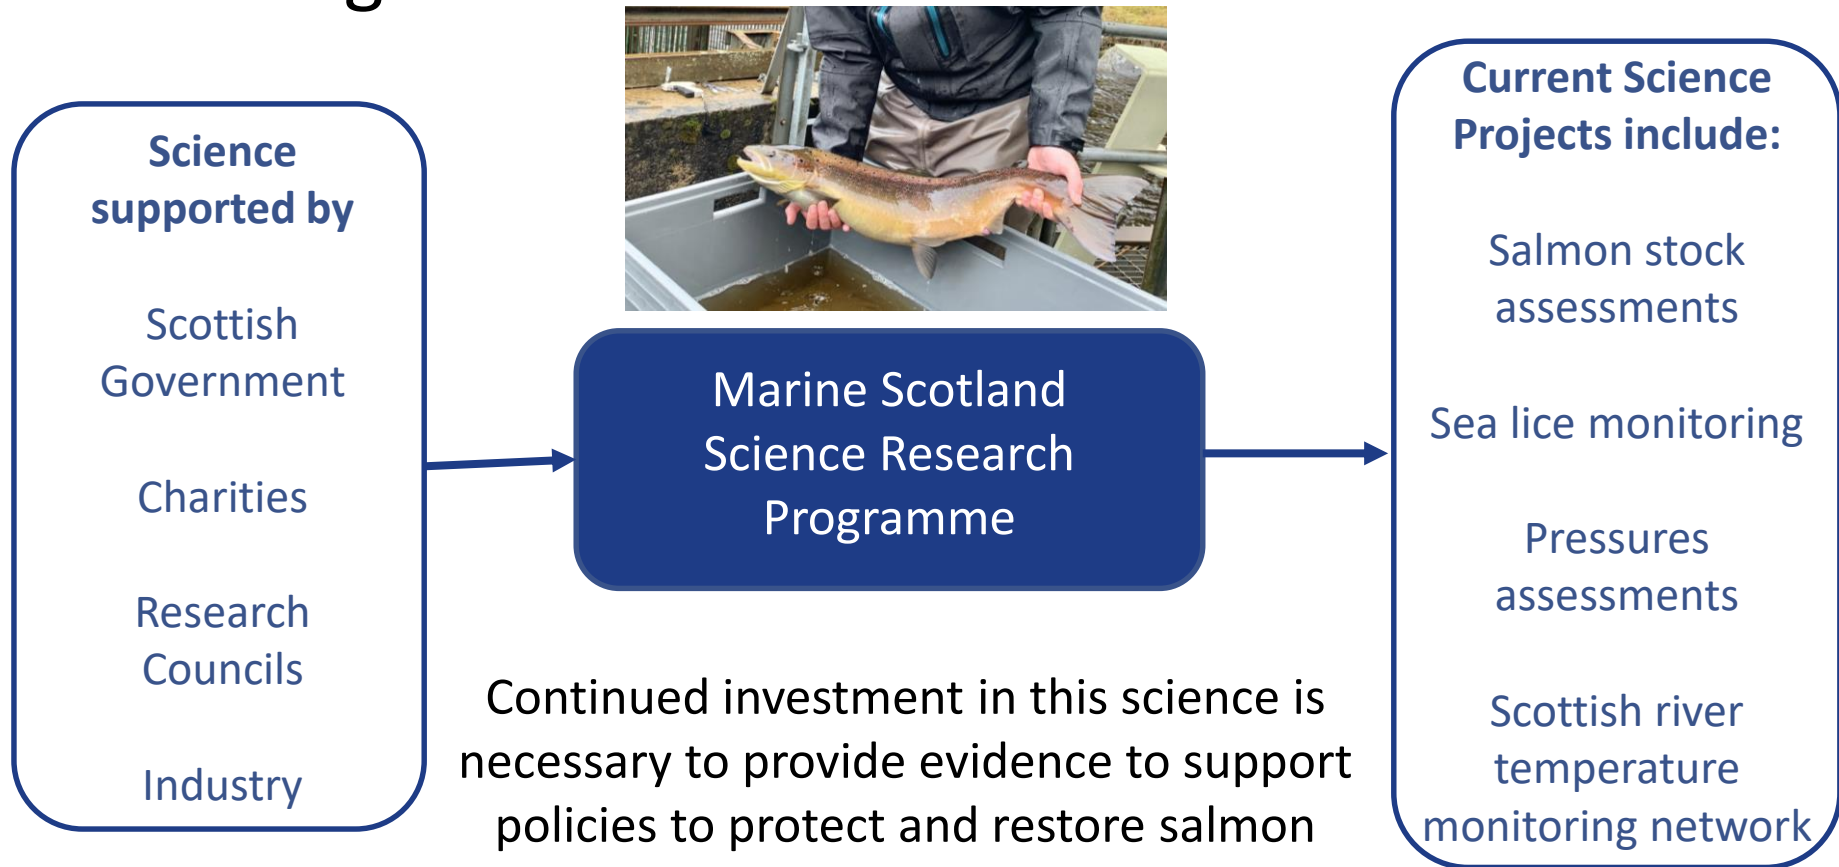 Science
supported by
Scottish
Government
Charities
Research
Councils
Industry
Marine Scotland
Science Research
Programme
Continued investment in this science is
necessary to provide evidence to support
policies to protect and restore salmon
Current Science
Projects include:
Salmon stock
assessments
Sea lice monitoring
Pressures
assessments
Scottish river
temperature
monitoring network